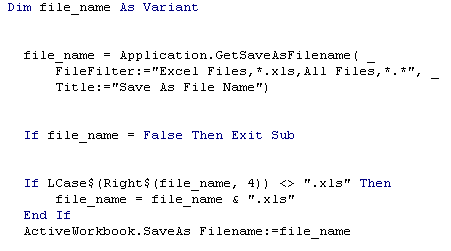 Dim file_name As Variant
file_name = Application.GetSaveAsFilename( _
FileFilter:="Excel Files,*.xls,All Files,*.*", _
Title:="Save As File Name")
If file_name = False Then Exit Sub
If LCase$(Right$(file_name, 4)) <> ".xls" Then
file_name = file_name & ".xls"
End If
ActiveWorkbook.SaveAs Filename:=file_name